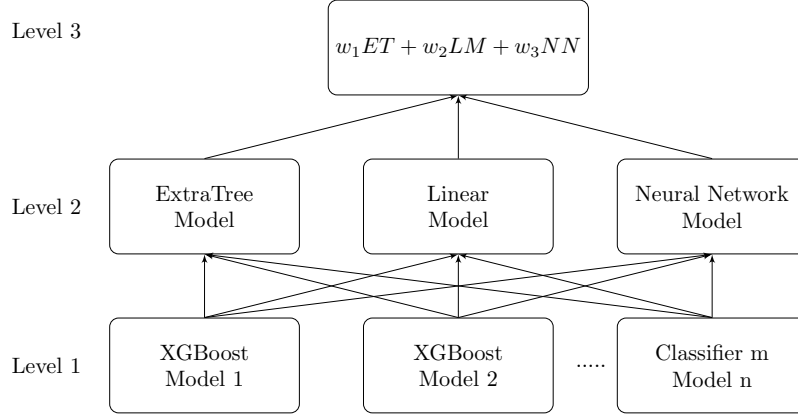 Level 3
w₁ET + w₂LM + w₃NN
Level 2
ExtraTree
Model
Linear
Model
Neural Network
Model
Level 1
XGBoost
Model 1
XGBoost
Model 2
.....
Classifier m
Model n